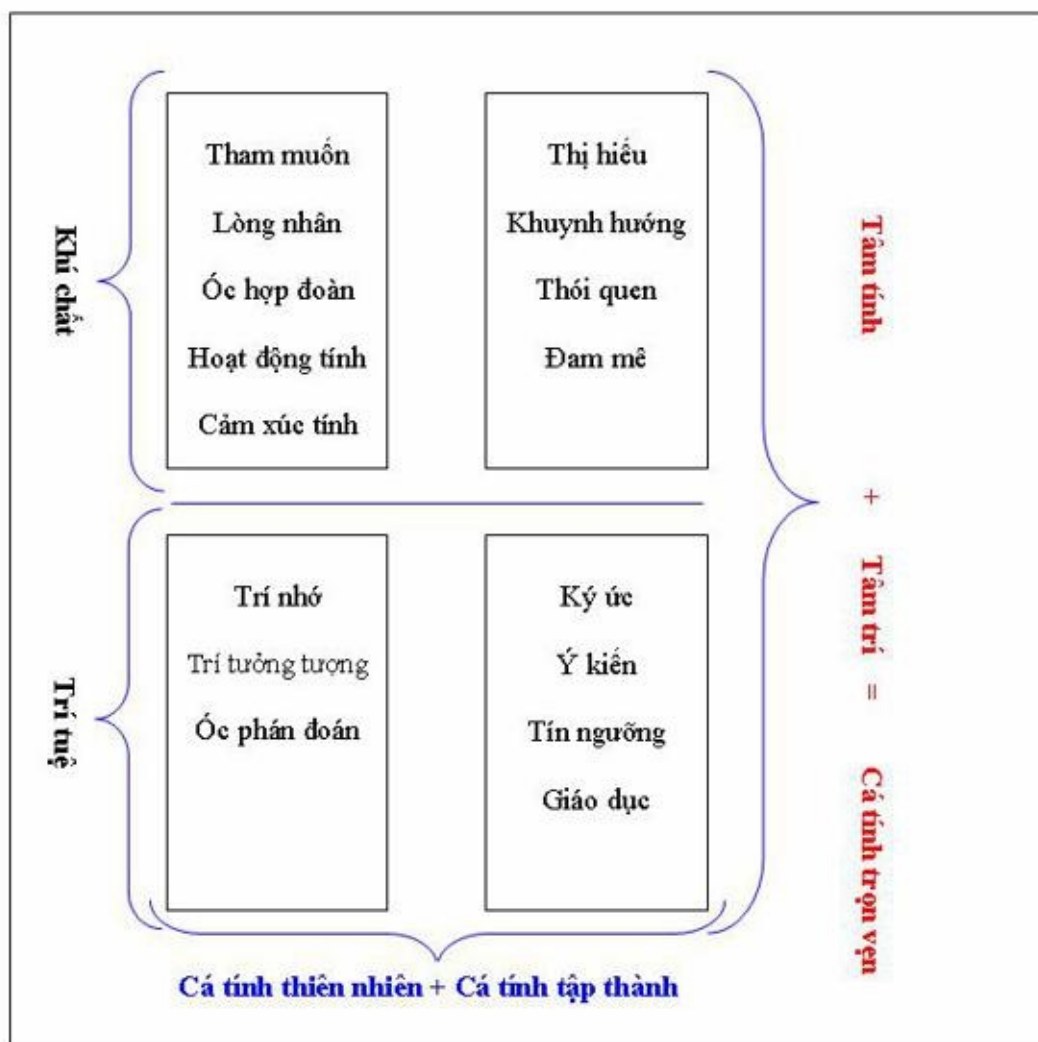 Khí chất
Tham muốn
Lòng nhân
Óc hợp đoàn
Hoạt động tính
Cảm xúc tính
Thị hiếu
Khuynh hướng
Thói quen
Đam mê
Trí tuệ
Trí nhớ
Trí tưởng tượng
Óc phán đoán
Ký ức
Ý kiến
Tín ngưỡng
Giáo dục
Tâm tính + Tâm trí = Cá tính trọn vẹn
Cá tính thiên nhiên + Cá tính tập thành